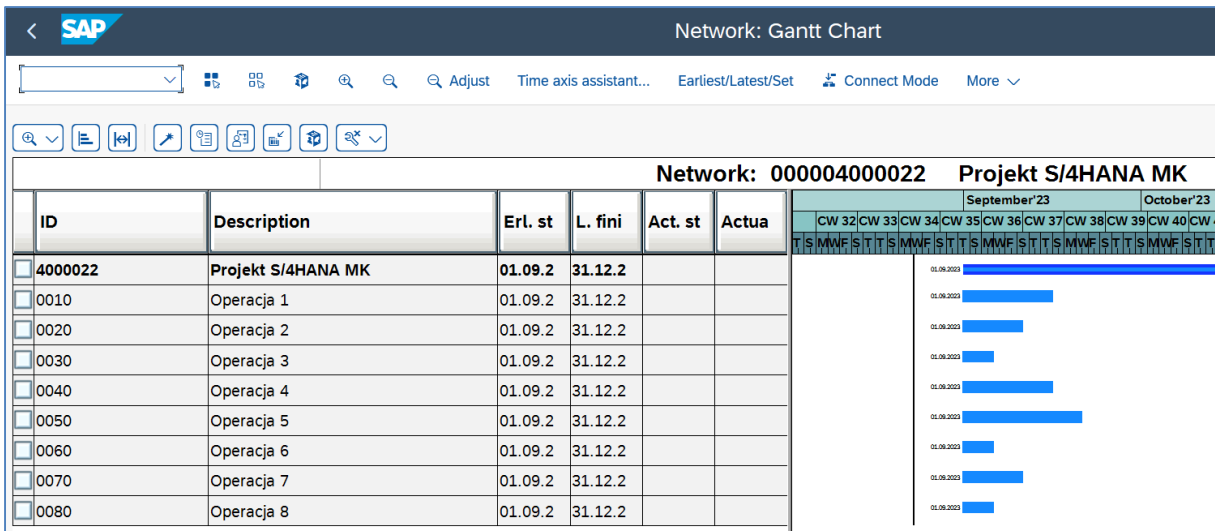 SAP Network: Gantt Chart
Adjust Time axis assistant... Earliest/Latest/Set Connect Mode More
Network: 000004000022 Projekt S/4HANA MK
September'23 October'23
ID Description Erl. st L. fini Act. st Actua
CW 32 CW 33 CW 34 CW 35 CW 36 CW 37 CW 38 CW 39 CW 40 CW
T S M W F S T T S M W F S T T S M W F S T T S M W F S T T S M W F S T T
4000022 Projekt S/4HANA MK 01.09.2 31.12.2 01.09.2023
0010 Operacja 1 01.09.2 31.12.2 01.09.2023
0020 Operacja 2 01.09.2 31.12.2 01.09.2023
0030 Operacja 3 01.09.2 31.12.2 01.09.2023
0040 Operacja 4 01.09.2 31.12.2 01.09.2023
0050 Operacja 5 01.09.2 31.12.2 01.09.2023
0060 Operacja 6 01.09.2 31.12.2 01.09.2023
0070 Operacja 7 01.09.2 31.12.2 01.09.2023
0080 Operacja 8 01.09.2 31.12.2 01.09.2023